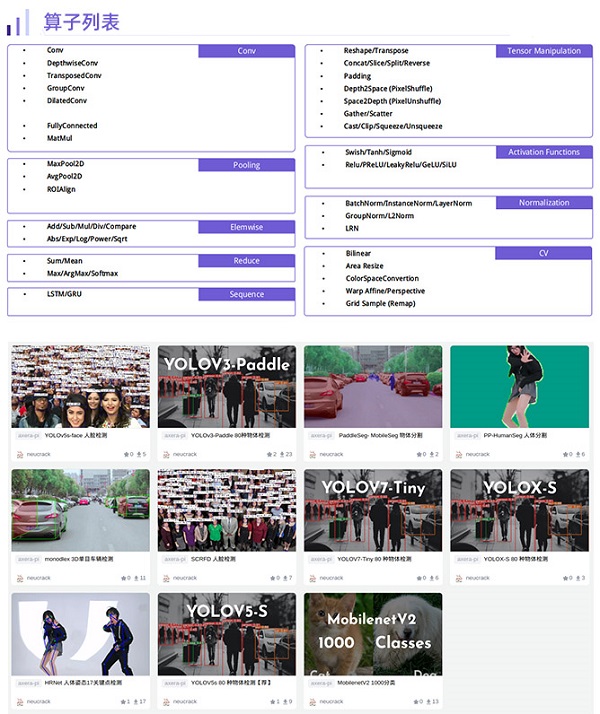 算子列表
Conv
Conv
DepthwiseConv
TransposedConv
GroupConv
DilatedConv
FullyConnected
MatMul
Pooling
MaxPool2D
AvgPool2D
ROIAlign
Elemwise
Add/Sub/Mul/Div/Compare
Abs/Exp/Log/Power/Sqrt
Reduce
Sum/Mean
Max/ArgMax/Softmax
Sequence
LSTM/GRU
Tensor Manipulation
Reshape/Transpose
Concat/Slice/Split/Reverse
Padding
Depth2Space (PixelShuffle)
Space2Depth (PixelUnshuffle)
Gather/Scatter
Cast/Clip/Squeeze/Unsqueeze
Activation Functions
Swish/Tanh/Sigmoid
Relu/PReLU/LeakyRelu/GeLU/SiLU
Normalization
BatchNorm/InstanceNorm/LayerNorm
GroupNorm/L2Norm
LRN
CV
Bilinear
Area Resize
ColorSpaceConvertion
Warp Affine/Perspective
Grid Sample (Remap)
axera-pi YOLOv5s-face 人脸检测
neucrack 0 5
YOLOV3-Paddle
axera-pi YOLOv3-Paddle 80种物体检测
neucrack 2 23
axera-pi PaddleSeg- MobileSeg 物体分割
neucrack 0 2
axera-pi PP-HumanSeg 人体分割
neucrack 0 6
axera-pi monodlex 3D单目车辆检测
neucrack 0 11
axera-pi SCRFD 人脸检测
neucrack 0 7
YOLOV7-Tiny
axera-pi YOLOV7-Tiny 80 种物体检测
neucrack 0 6
YOLOX-S
axera-pi YOLOX-S 80 种物体检测
neucrack 0 3
axera-pi HRNet 人体姿态17关键点检测
neucrack 1 17
YOLOV5-S
axera-pi YOLOV5s 80 种物体检测【荐】
neucrack 1 9
MobilenetV2
1000 Classes
Cat Dog
axera-pi MobilenetV2 1000分类
neucrack 0 13